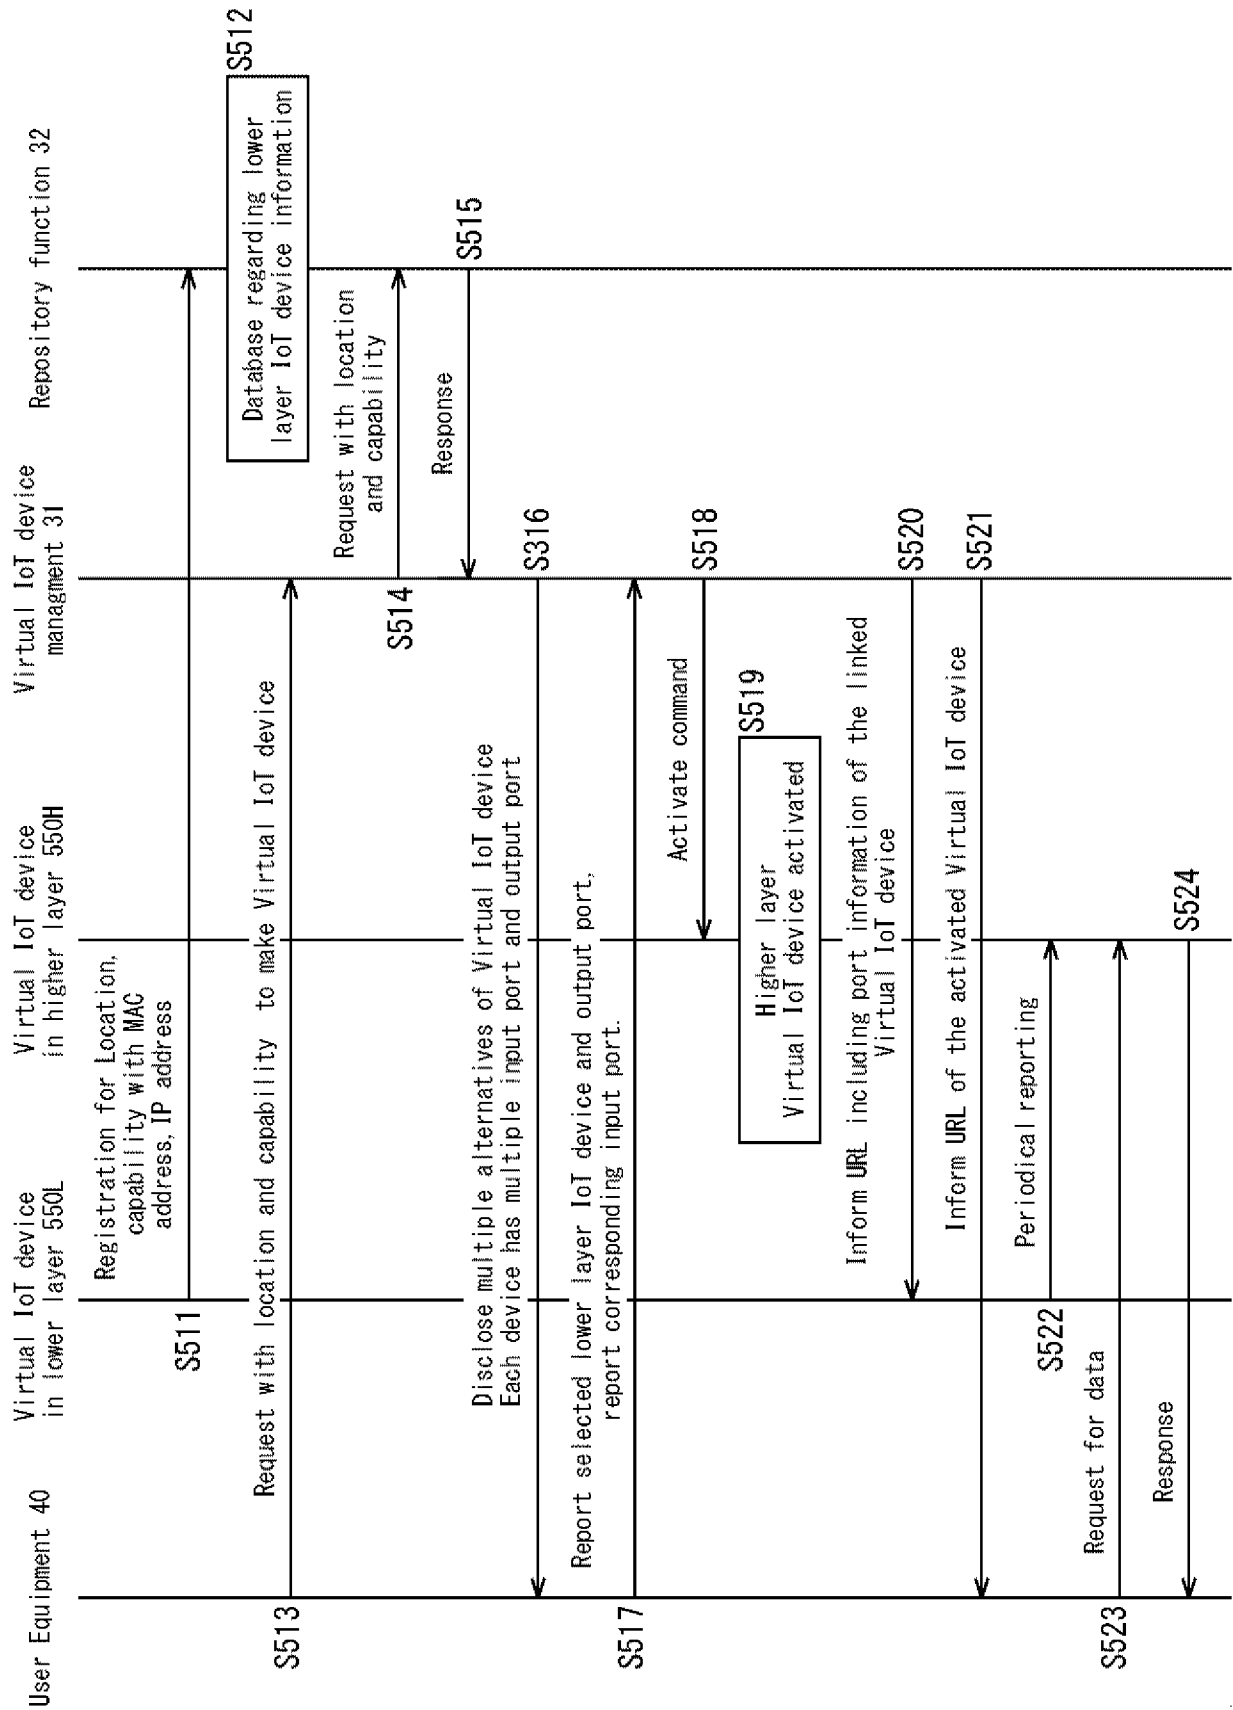 User Equipment 40
Virtual IoT device
in lower layer 550L
Virtual IoT device
in higher layer 550H
Virtual IoT device
managment 31
Repository function 32
Registration for Location,
capability with MAC
address, IP address
S511
S512
Database regarding lower
layer IoT device information
S513
Request with location and capability to make Virtual IoT device
Request with location
and capability
S514
Response
S515
Disclose multiple alternatives of Virtual IoT device
Each device has multiple input port and output port
S316
S517
Report selected lower layer IoT device and output port,
report corresponding input port.
Activate command
S518
S519
Higher layer
Virtual IoT device activated
Inform URL including port information of the linked
Virtual IoT device
S520
Inform URL of the activated Virtual IoT device
S521
Periodical reporting
S522
S523
Request for data
Response
S524